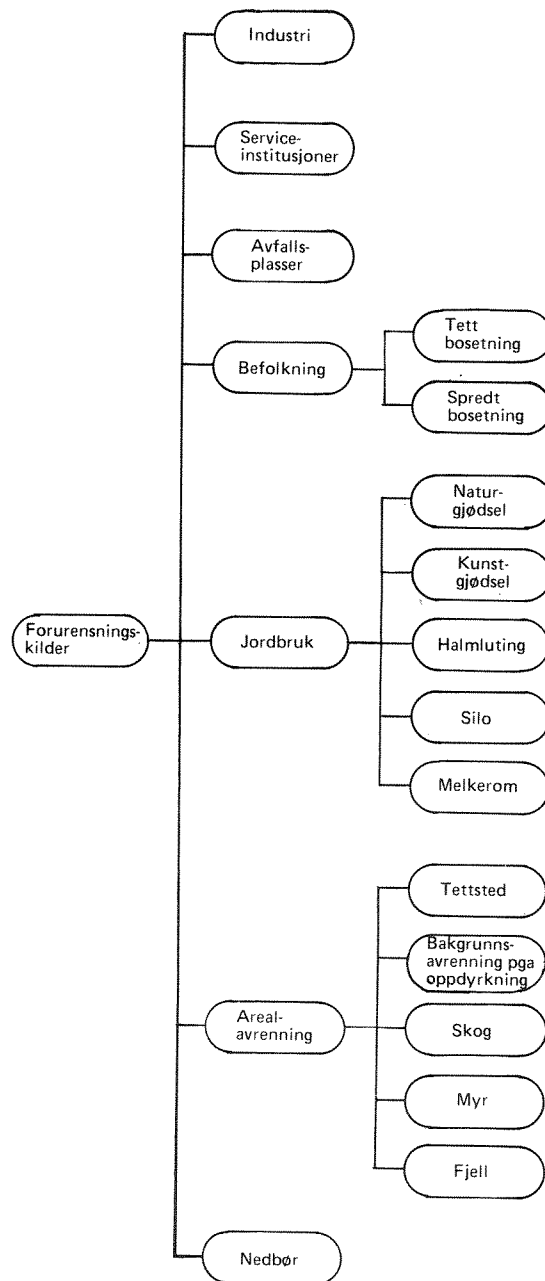 Industri
Service-
institusjoner
Avfalls-
plasser
Befolkning
Tett
bosetning
Spredt
bosetning
Natur-
gjødsel
Kunst-
gjødsel
Forurensnings-
kilder
Jordbruk
Halmluting
Silo
Melkerom
Tettsted
Bakgrunns-
avrenning pga
oppdyrkning
Areal-
avrenning
Skog
Myr
Fjell
Nedbør